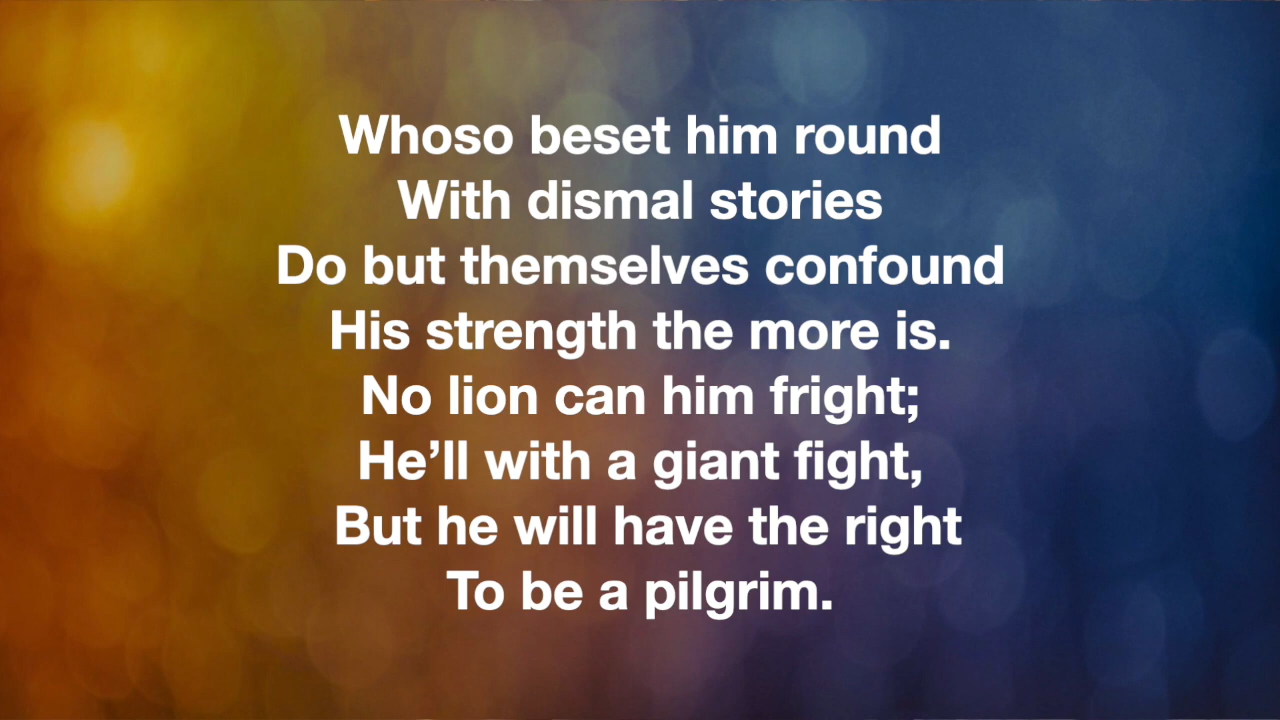 Whoso beset him round
With dismal stories
Do but themselves confound
His strength the more is.
No lion can him fright;
He’ll with a giant fight,
But he will have the right
To be a pilgrim.